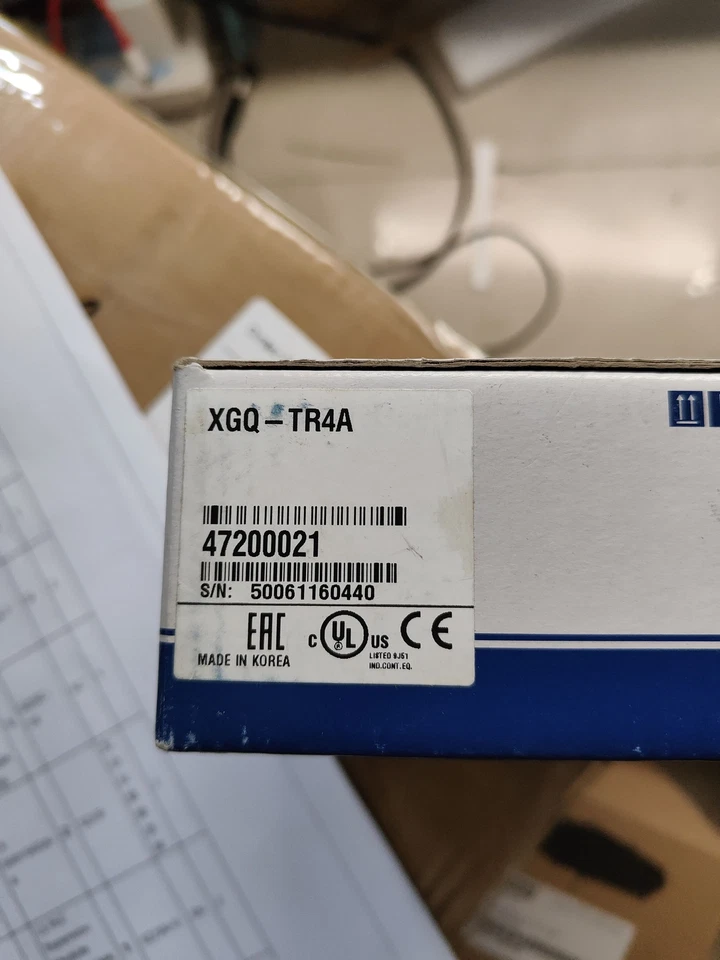 XGQ-TR4A
47200021
S/N: 50061160440
EAC c UL US CE
MADE IN KOREA
LISTED 9J51
IND.CONT.EQ.